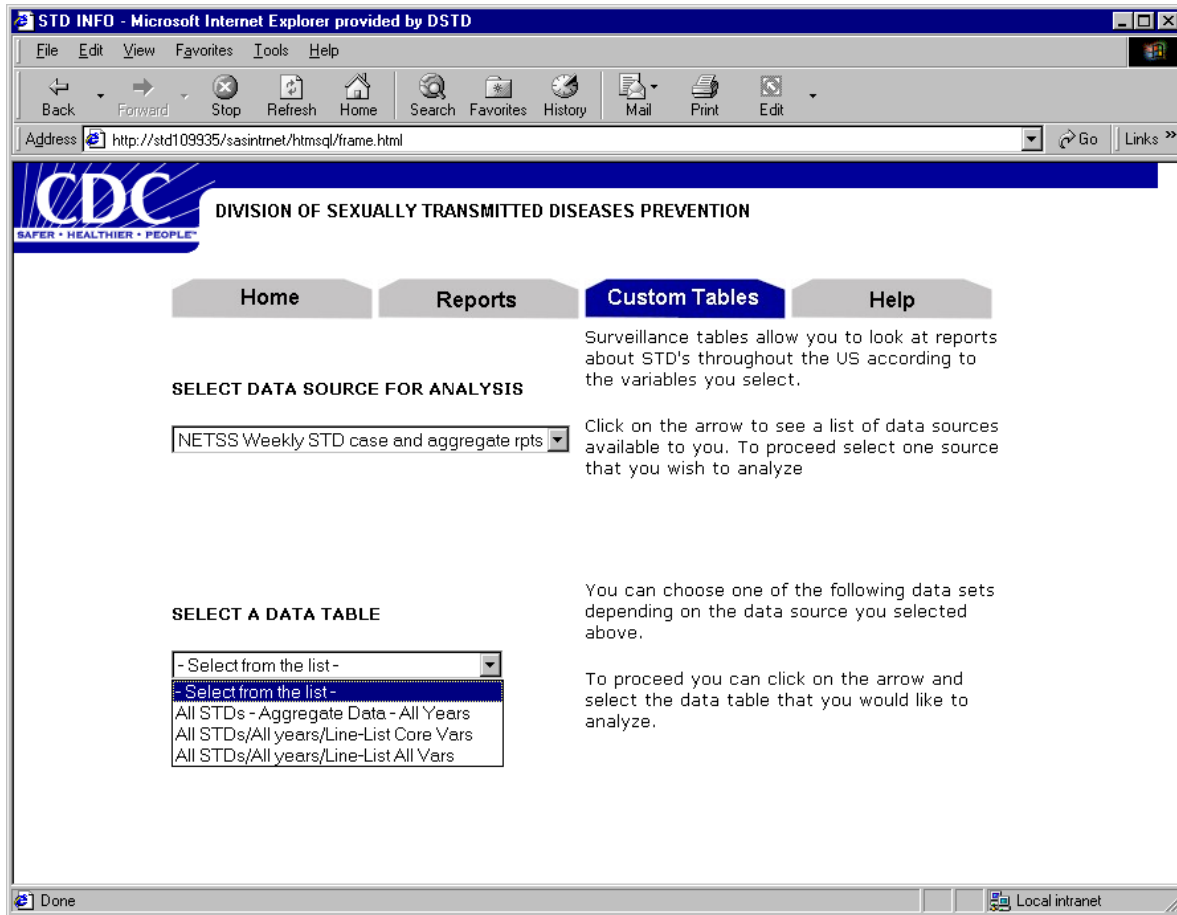 STD INFO - Microsoft Internet Explorer provided by DSTD
File Edit View Favorites Tools Help
Back Forward Stop Refresh Home Search Favorites History Mail Print Edit
Address http://std109935/sasintrnet/htmsql/frame.html Go Links »
CDC
SAFER • HEALTHIER • PEOPLE™
DIVISION OF SEXUALLY TRANSMITTED DISEASES PREVENTION
Home Reports Custom Tables Help
Surveillance tables allow you to look at reports
about STD's throughout the US according to
the variables you select.
SELECT DATA SOURCE FOR ANALYSIS
NETSS Weekly STD case and aggregate rpts
Click on the arrow to see a list of data sources
available to you. To proceed select one source
that you wish to analyze
You can choose one of the following data sets
depending on the data source you selected
above.
SELECT A DATA TABLE
- Select from the list -
- Select from the list -
All STDs - Aggregate Data - All Years
All STDs/All years/Line-List Core Vars
All STDs/All years/Line-List All Vars
To proceed you can click on the arrow and
select the data table that you would like to
analyze.
Done
Local intranet